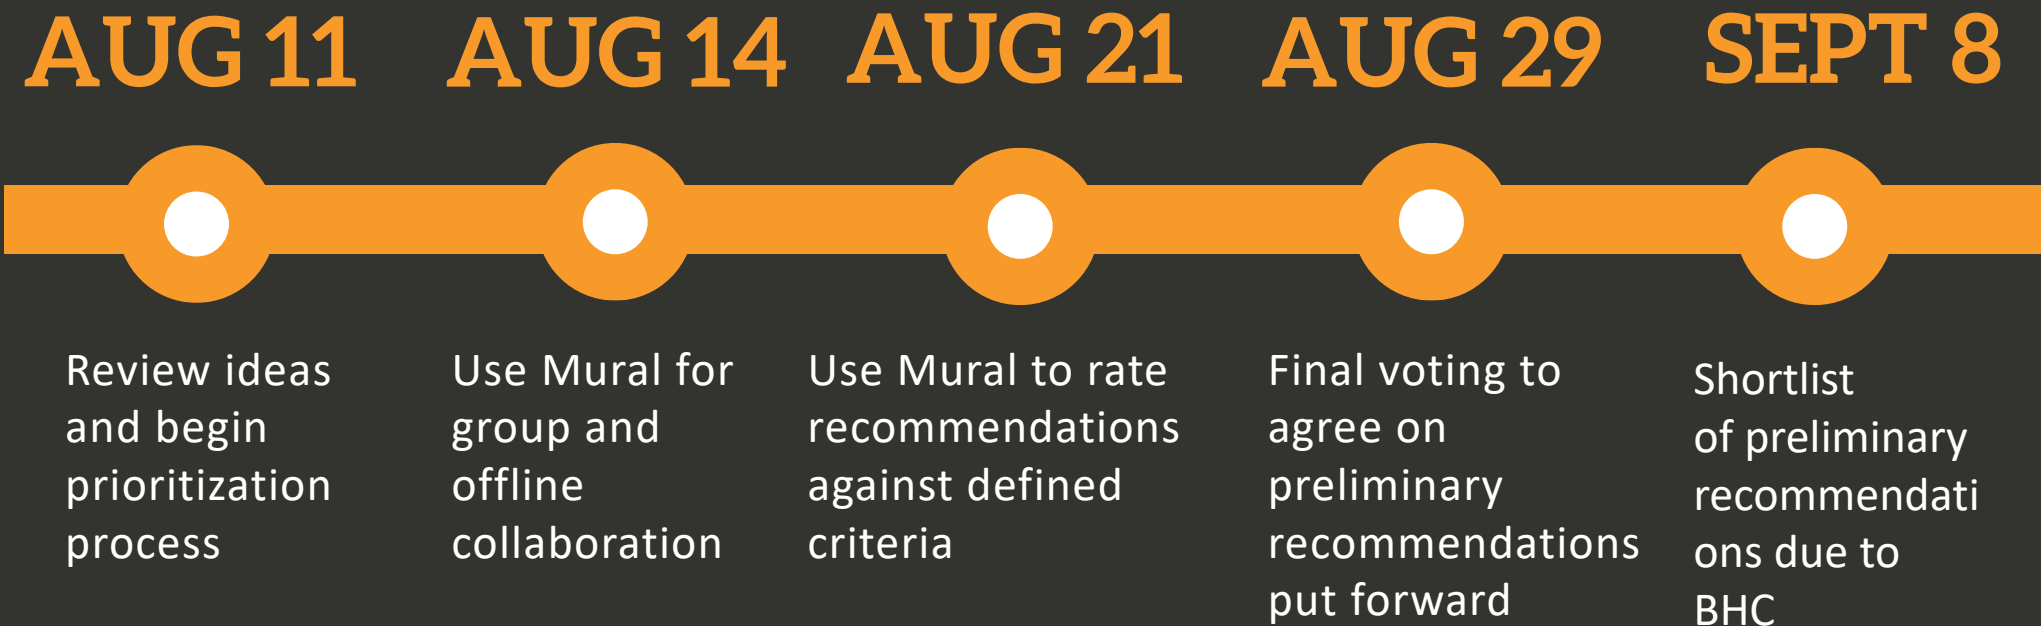 AUG 11
AUG 14
AUG 21
AUG 29
SEPT 8
Review ideas
and begin
prioritization
process
Use Mural for
group and
offline
collaboration
Use Mural to rate
recommendations
against defined
criteria
Final voting to
agree on
preliminary
recommendations
put forward
Shortlist
of preliminary
recommendati
ons due to
BHC